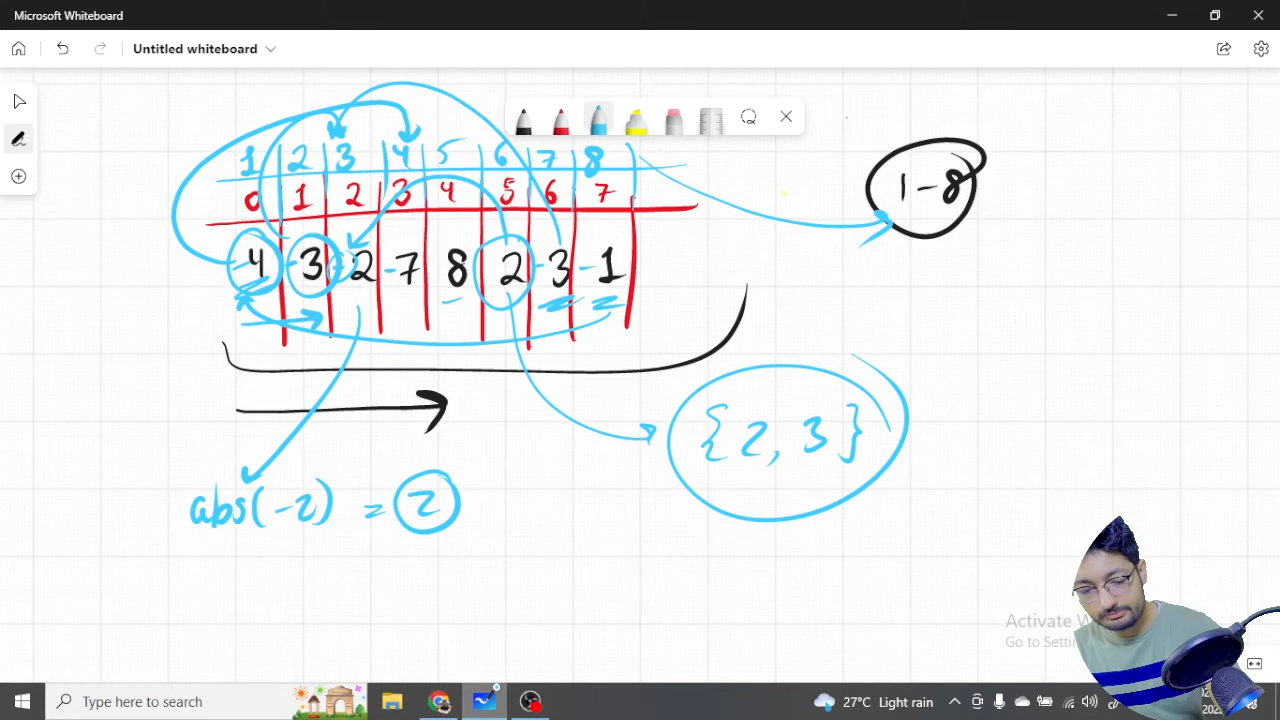 Microsoft Whiteboard
Untitled whiteboard
1 2 3 4 5 6 7 8
0 1 2 3 4 5 6 7
-4 -3 -2 -7 8 2 -3 -1
1-8
{2, 3}
abs(-2) = 2
Activate W
Go to Setti
Type here to search
27°C Light rain